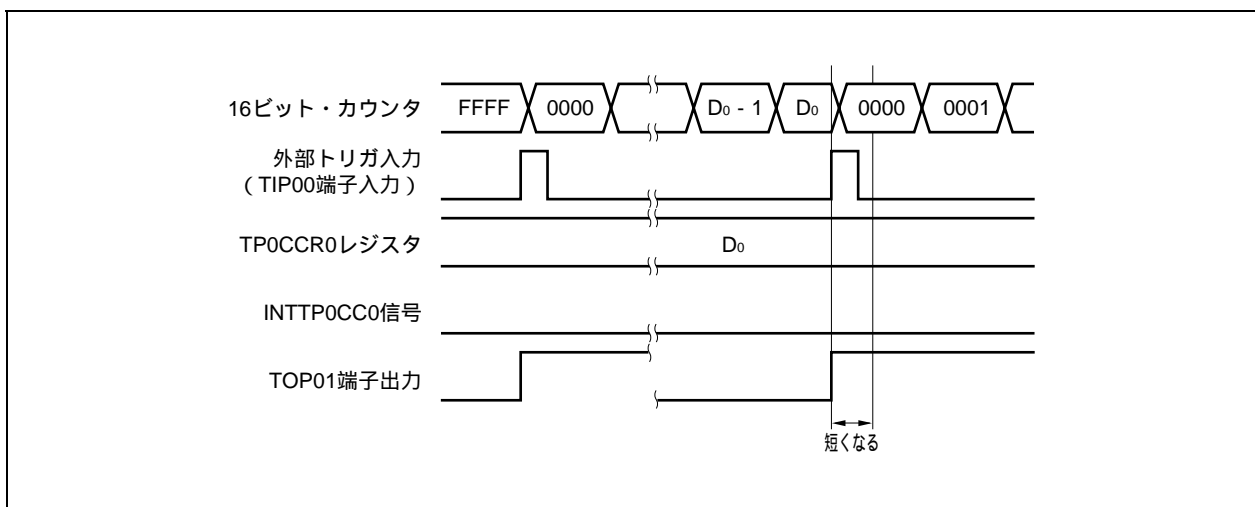 16ビット・カウンタ
FFFF 0000 D0 - 1 D0 0000 0001
外部トリガ入力
（TIP00端子入力）
TP0CCR0レジスタ
D0
INTTP0CC0信号
TOP01端子出力
短くなる